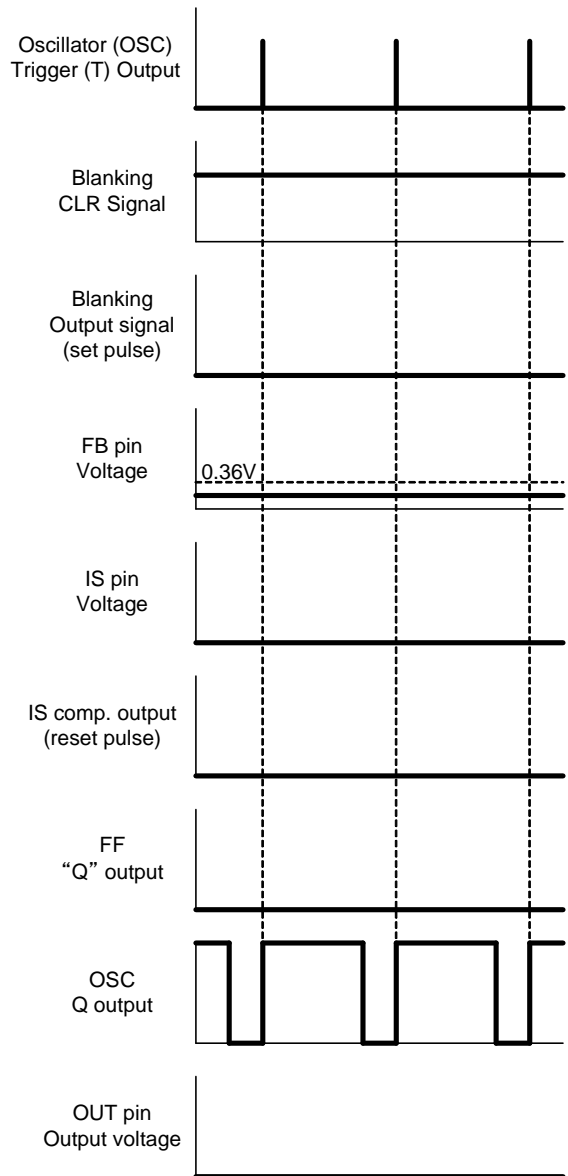 Oscillator (OSC)
Trigger (T) Output
Blanking
CLR Signal
Blanking
Output signal
(set pulse)
FB pin
Voltage
0.36V
IS pin
Voltage
IS comp. output
(reset pulse)
FF
“Q” output
OSC
Q output
OUT pin
Output voltage